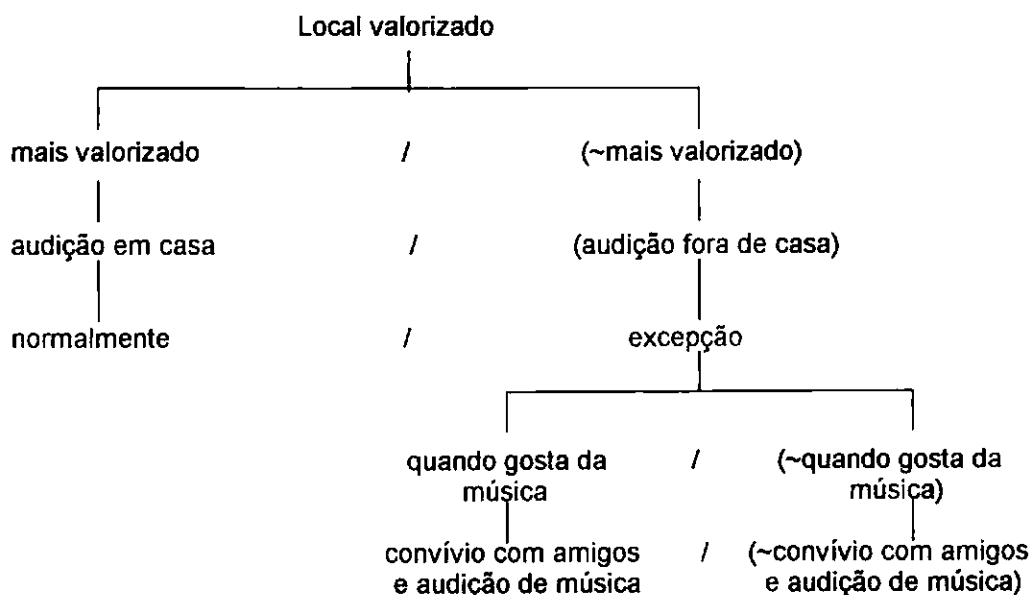 Local valorizado
mais valorizado / (~mais valorizado)
audição em casa / (audição fora de casa)
normalmente / excepção
quando gosta da / (~quando gosta da
música música)
convívio com amigos / (~convívio com amigos
e audição de música e audição de música)